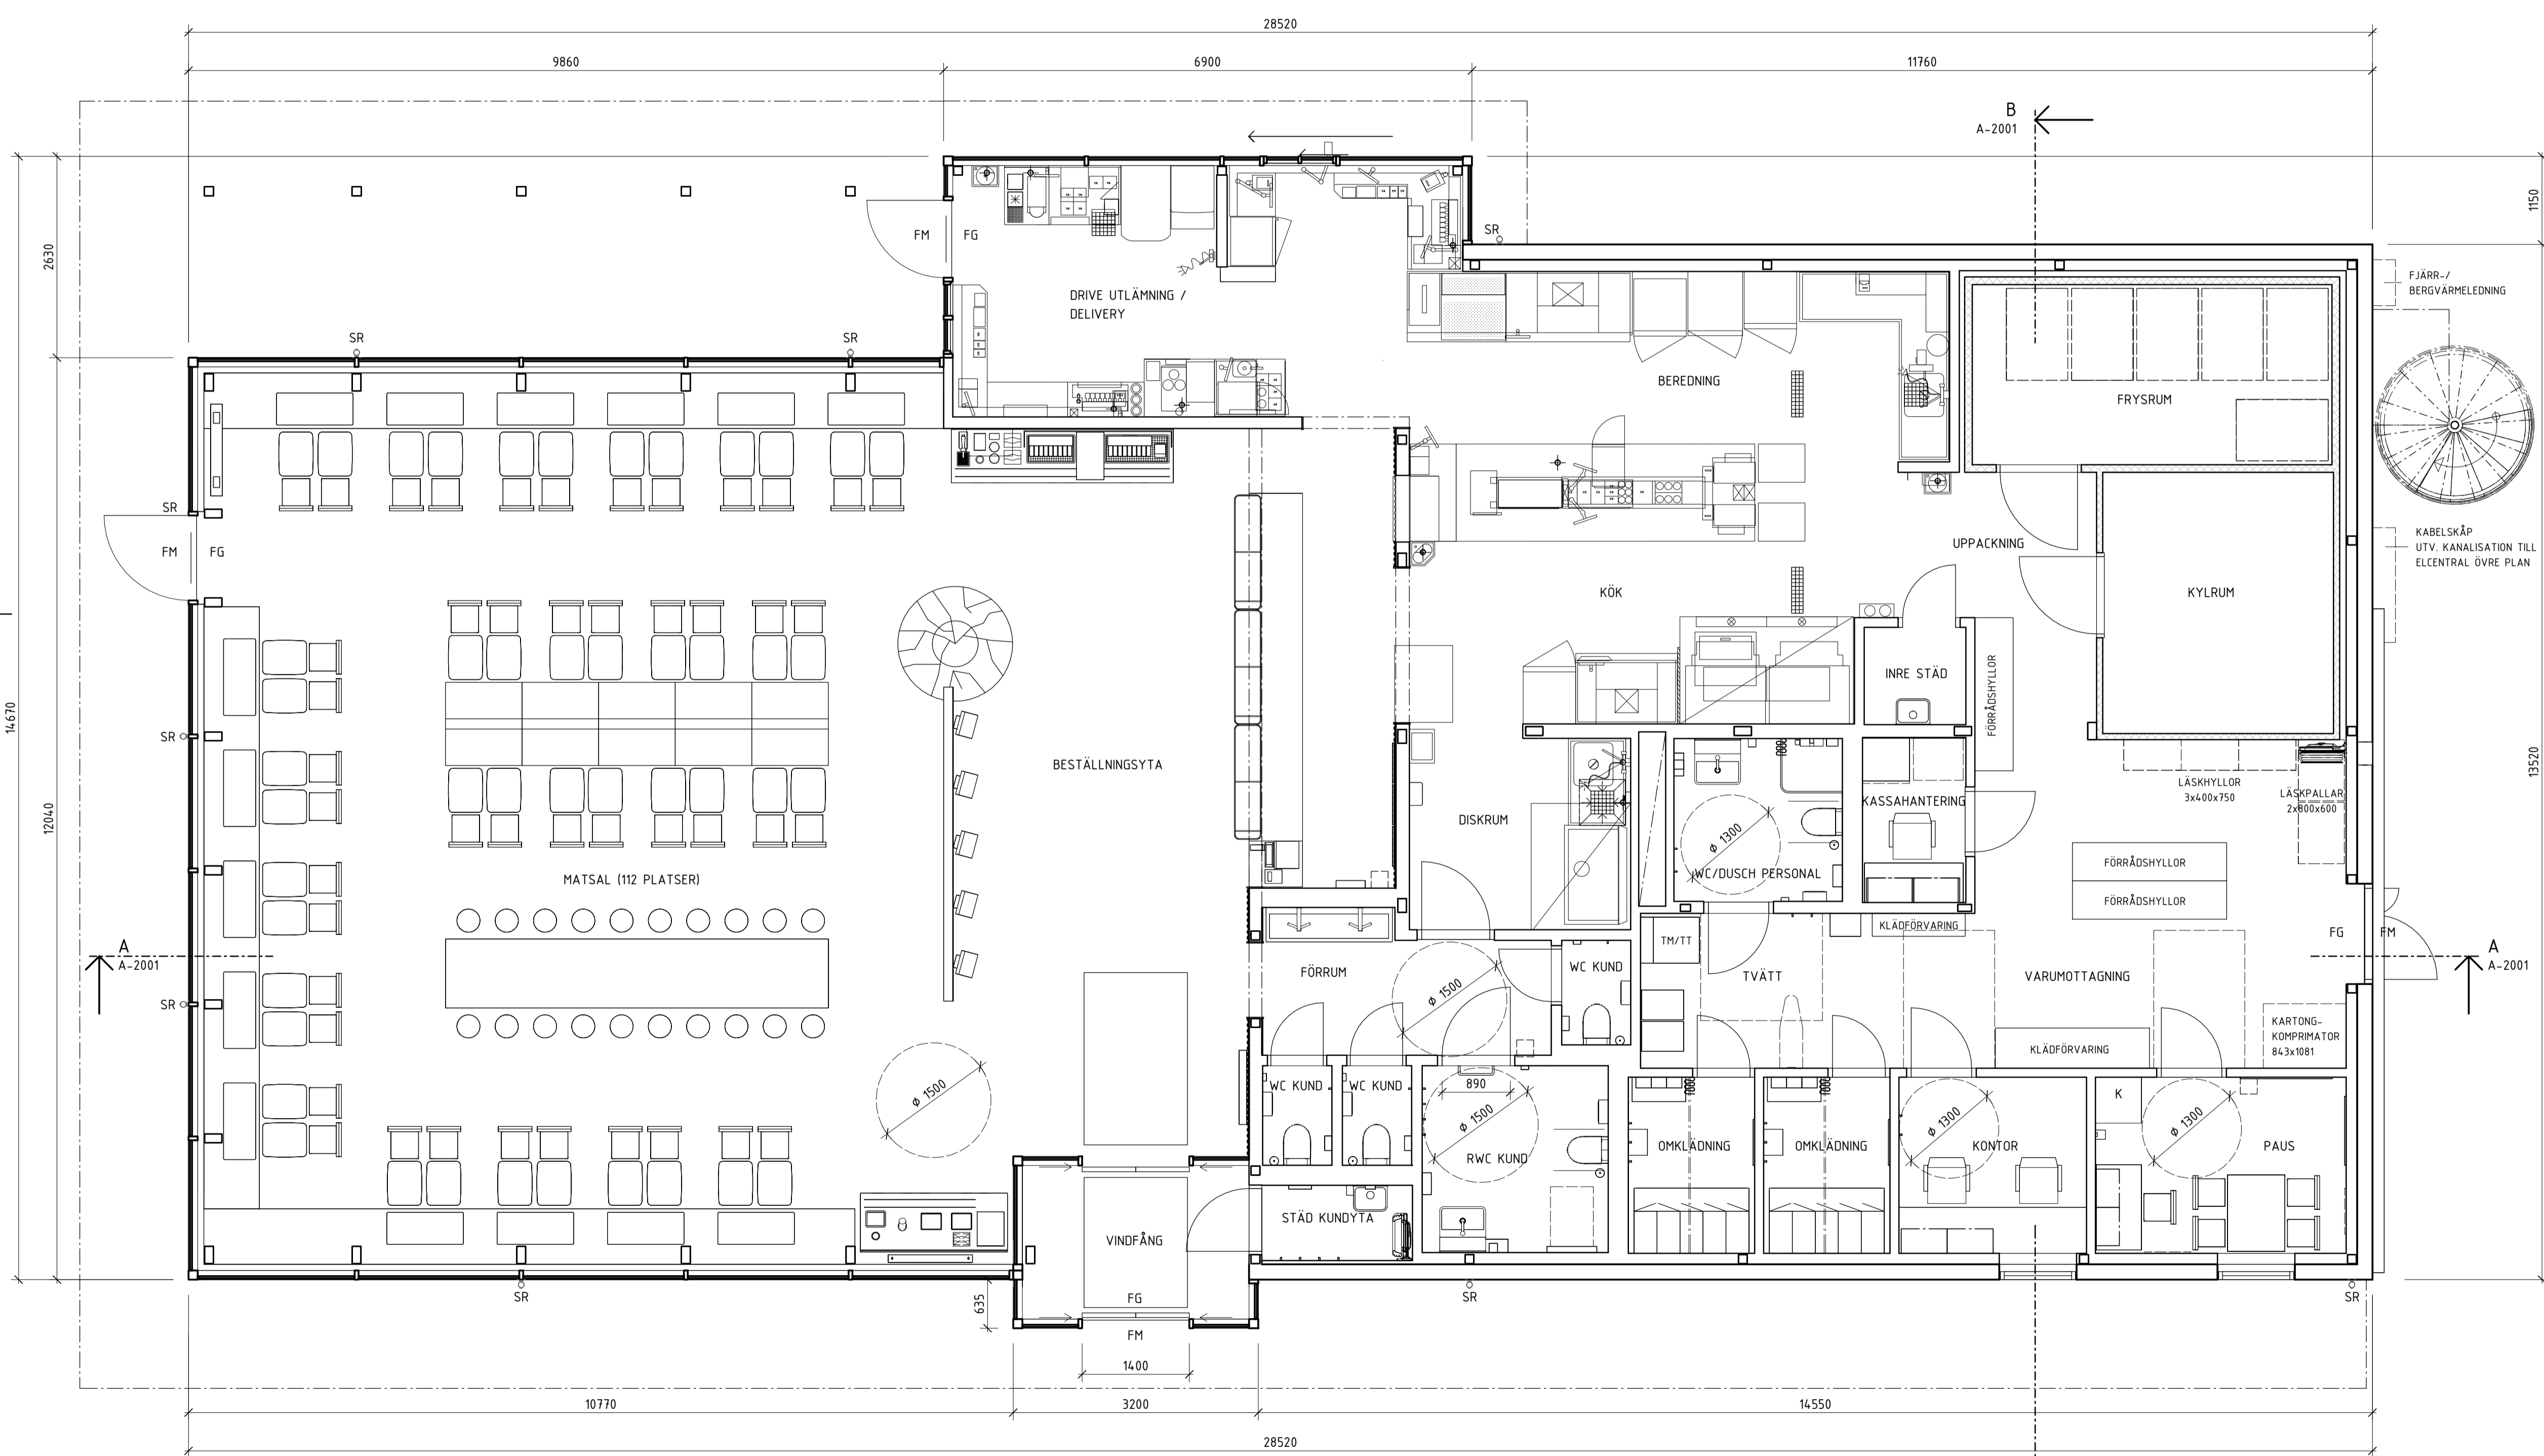 28520
9860
6900
11760
B
A-2001
1150
2630
FM
FG
SR
FJÄRR-/
BERGVÄRMELEDNING
DRIVE UTLÄMNING /
DELIVERY
SR
SR
BEREDNING
FRYSRUM
SR
FM
FG
KABELSKÅP
UTV. KANALISATION TILL
ELCENTRAL ÖVRE PLAN
UPPACKNING
KÖK
KYLRUM
14670
INRE STÄD
FÖRRÅDSHYLLOR
SR
BESTÄLLNINGSYTA
13520
12040
LÄSKHYLLOR
3x400x750
LÄSKPALLAR
2x800x600
KASSAHANTERING
DISKRUM
Ø 1300
WC/DUSCH PERSONAL
MATSAL (112 PLATSER)
FÖRRÅDSHYLLOR
FÖRRÅDSHYLLOR
KLÄDFÖRVARING
FG
FM
A
A-2001
TM/TT
A
A-2001
FÖRRUM
WC KUND
TVÄTT
VARUMOTTAGNING
Ø 1500
SR
KARTONG-
KOMPRIMATOR
843x1081
KLÄDFÖRVARING
Ø 1500
WC KUND
WC KUND
890
Ø 1500
K
Ø 1300
Ø 1300
RWC KUND
OMKLÄDNING
OMKLÄDNING
KONTOR
PAUS
STÄD KUNDYTA
VINDFÅNG
SR
FG
635
SR
SR
FM
1400
10770
3200
14550
28520